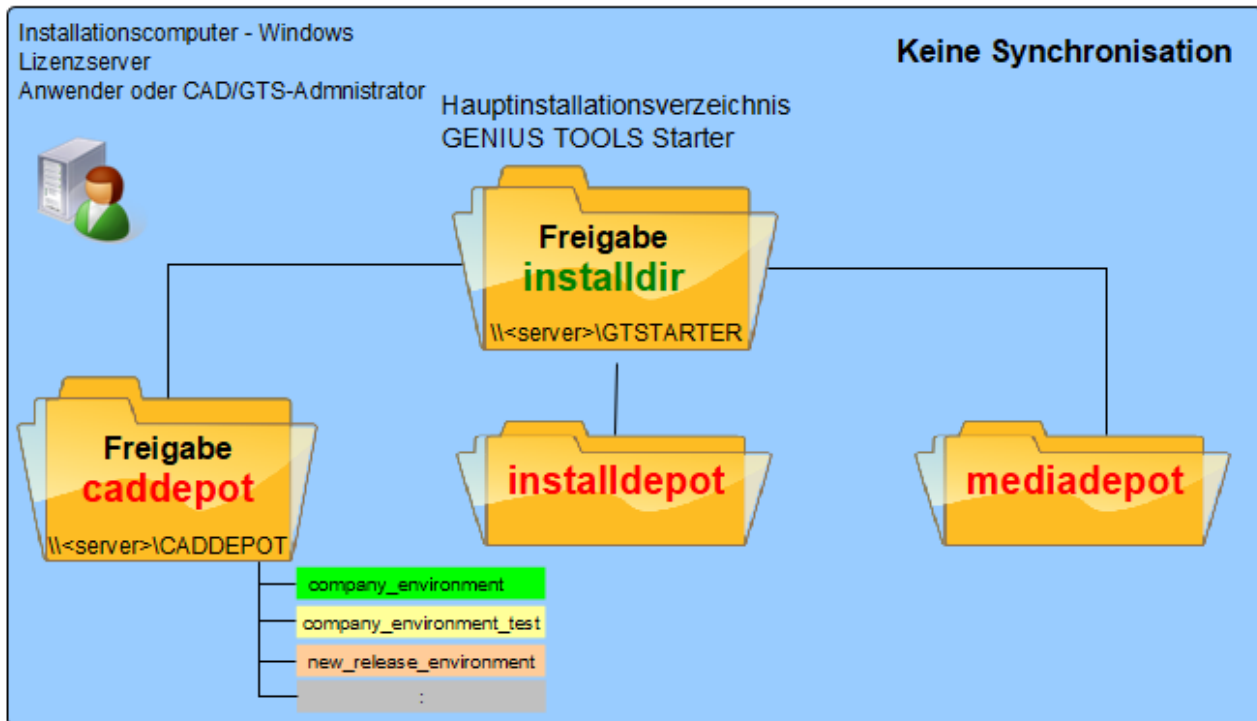 Installationscomputer - Windows
Lizenzserver
Anwender oder CAD/GTS-Admnistrator
Keine Synchronisation
Hauptinstallationsverzeichnis
GENIUS TOOLS Starter
Freigabe
installdir
\\<server>\GTSTARTER
Freigabe
caddepot
\\<server>\CADDEPOT
installdepot
mediadepot
company_environment
company_environment_test
new_release_environment
: